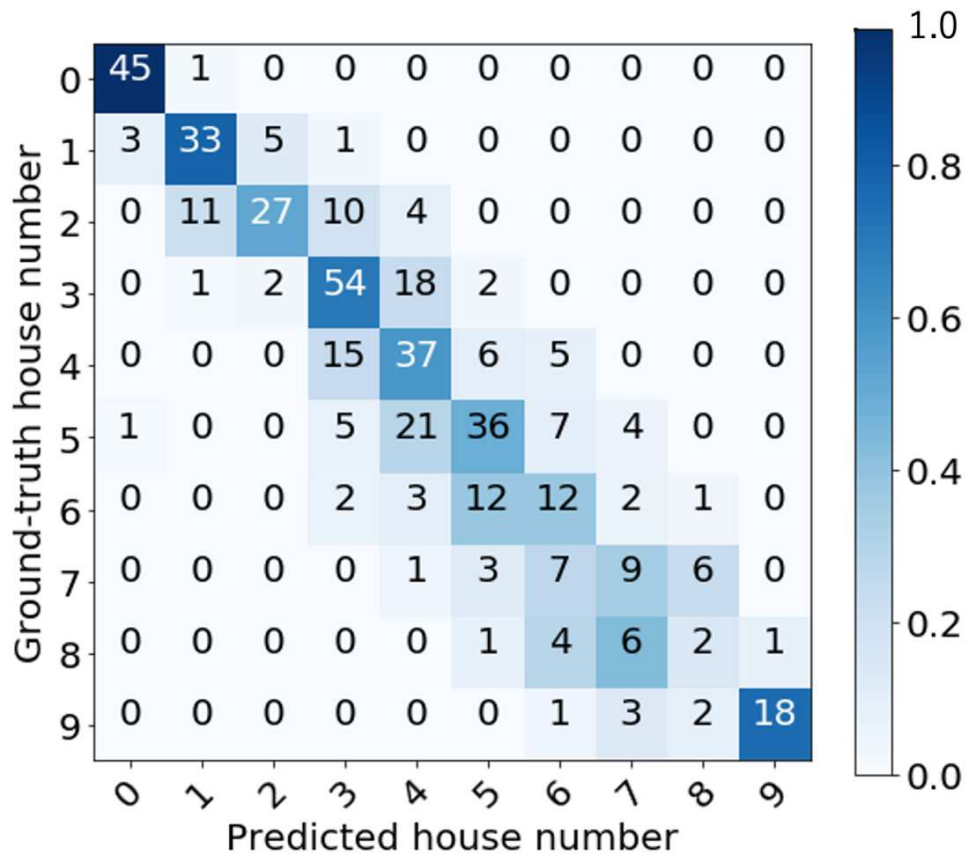 1.0
0 45 1 0 0 0 0 0 0 0 0
1 3 33 5 1 0 0 0 0 0 0
0.8
2 0 11 27 10 4 0 0 0 0 0
3 0 1 2 54 18 2 0 0 0 0
0.6
4 0 0 0 15 37 6 5 0 0 0
5 1 0 0 5 21 36 7 4 0 0
0.4
6 0 0 0 2 3 12 12 2 1 0
7 0 0 0 0 1 3 7 9 6 0
0.2
8 0 0 0 0 0 1 4 6 2 1
9 0 0 0 0 0 0 1 3 2 18
0.0
0 1 2 3 4 5 6 7 8 9
Ground-truth house number
Predicted house number